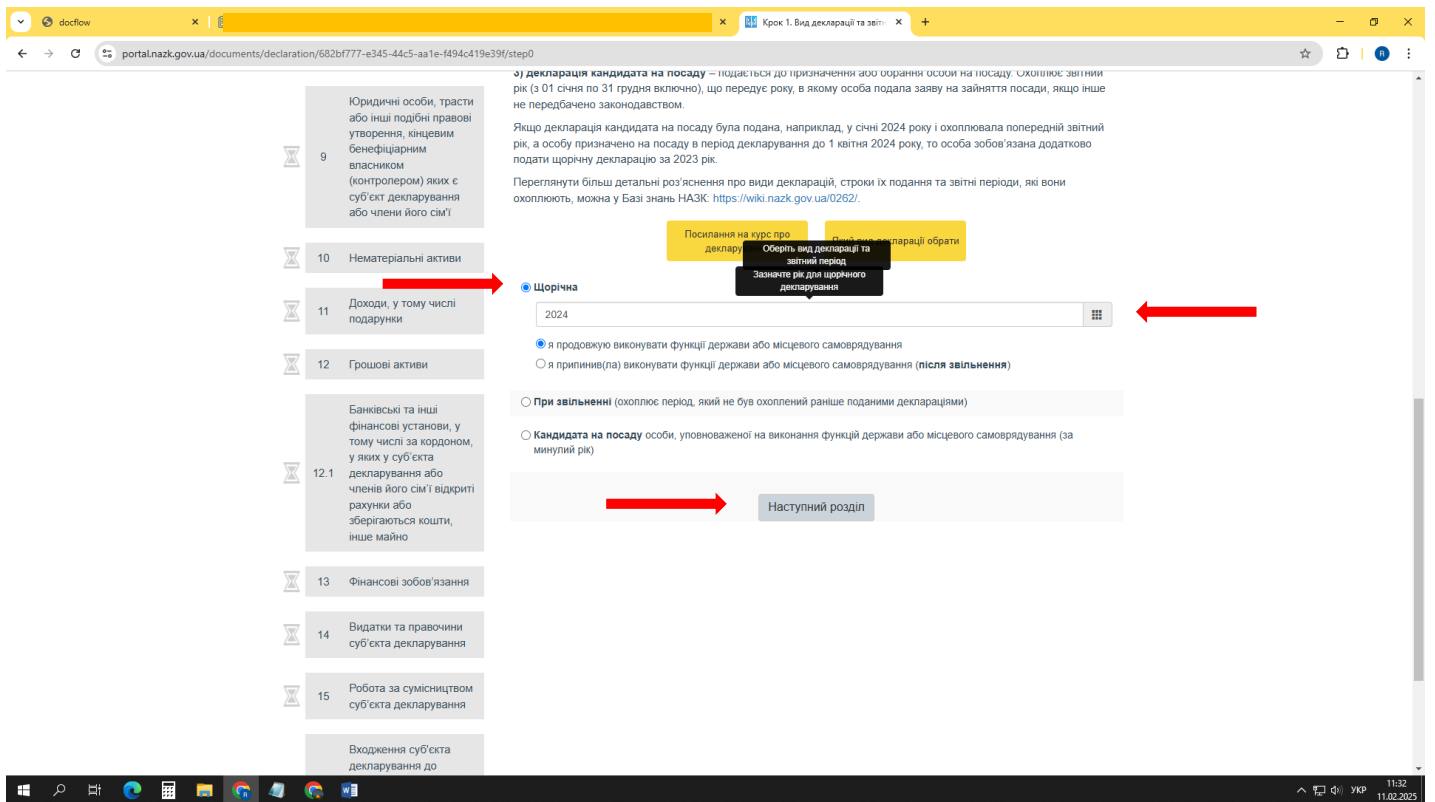 docflow
Крок 1. Вид декларації та звітн
portal.nazk.gov.ua/documents/declaration/682bf777-e345-44c5-aa1e-f494c419e39f/step0
R
9
Юридичні особи, трасти
або інші подібні правові
утворення, кінцевим
бенефіціарним
власником
(контролером) яких є
суб'єкт декларування
або члени його сім'ї
10 Нематеріальні активи
11
Доходи, у тому числі
подарунки
12 Грошові активи
12.1
Банківські та інші
фінансові установи, у
тому числі за кордоном,
у яких у суб'єкта
декларування або
членів його сім'ї відкриті
рахунки або
зберігаються кошти,
інше майно
13 Фінансові зобов'язання
14
Видатки та правочини
суб'єкта декларування
15
Робота за сумісництвом
суб'єкта декларування
Входження суб'єкта
декларування до
3) декларація кандидата на посаду – подається до призначення або обрання особи на посаду. Охоплює звітний
рік (з 01 січня по 31 грудня включно), що передує року, в якому особа подала заяву на зайняття посади, якщо інше
не передбачено законодавством.
Якщо декларація кандидата на посаду була подана, наприклад, у січні 2024 року і охоплювала попередній звітний
рік, а особу призначено на посаду в період декларування до 1 квітня 2024 року, то особа зобов'язана додатково
подати щорічну декларацію за 2023 рік.
Переглянути більш детальні роз'яснення про види декларацій, строки їх подання та звітні періоди, які вони
охоплюють, можна у Базі знань НАЗК: https://wiki.nazk.gov.ua/0262/.
Посилання на курс про
декларації обрати
Оберіть вид декларації та
звітний період
Зазначте рік для щорічного
декларування
Щорічна
2024
я продовжую виконувати функції держави або місцевого самоврядування
я припинив(ла) виконувати функції держави або місцевого самоврядування (після звільнення)
При звільненні (охоплює період, який не був охоплений раніше поданими деклараціями)
Кандидата на посаду особи, уповноваженої на виконання функцій держави або місцевого самоврядування (за
минулий рік)
Наступний розділ
УКР
11:32
11.02.2025